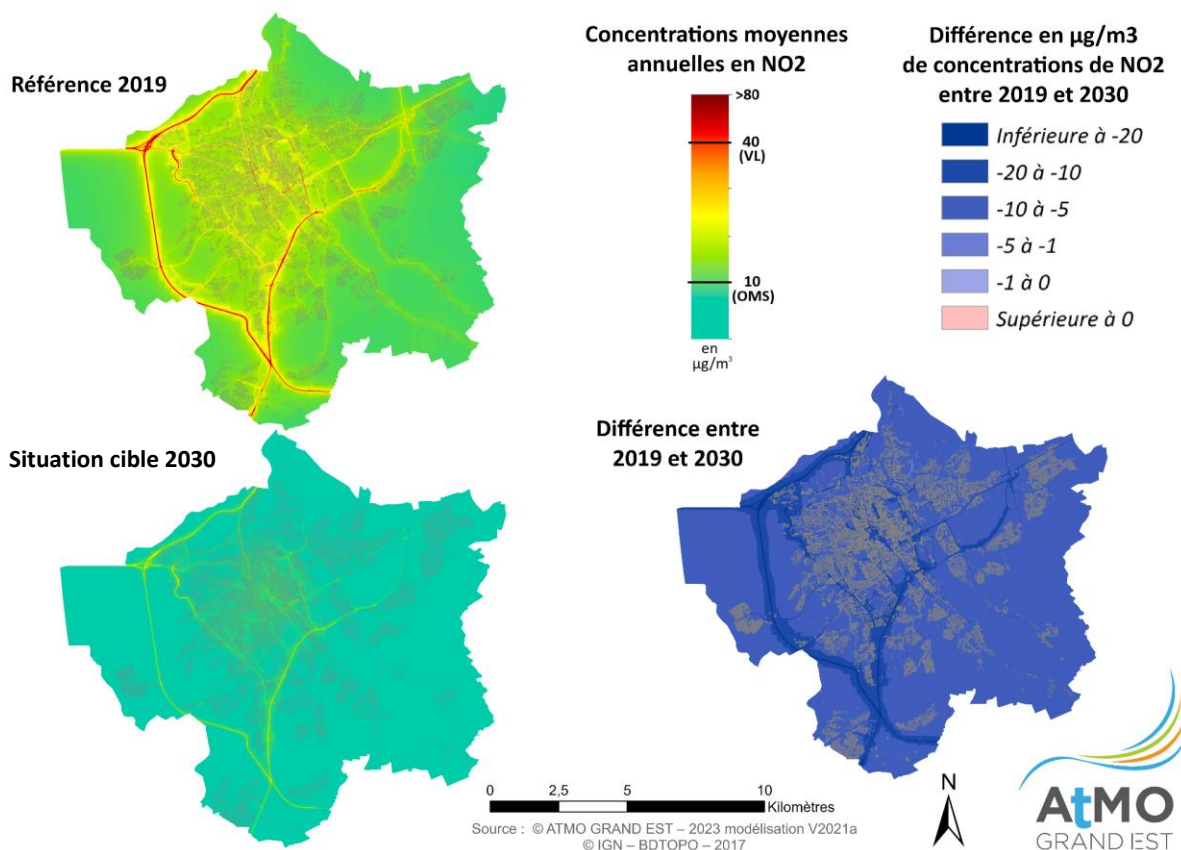 Référence 2019
Concentrations moyennes
annuelles en NO2
>80
40
(VL)
10
(OMS)
en
µg/m³
Différence en µg/m3
de concentrations de NO2
entre 2019 et 2030
Inférieure à -20
-20 à -10
-10 à -5
-5 à -1
-1 à 0
Supérieure à 0
Situation cible 2030
Différence entre
2019 et 2030
0 2,5 5 10
Kilomètres
Source : © ATMO GRAND EST – 2023 modélisation V2021a
© IGN – BDTOPO – 2017
N
AtMO
GRAND EST